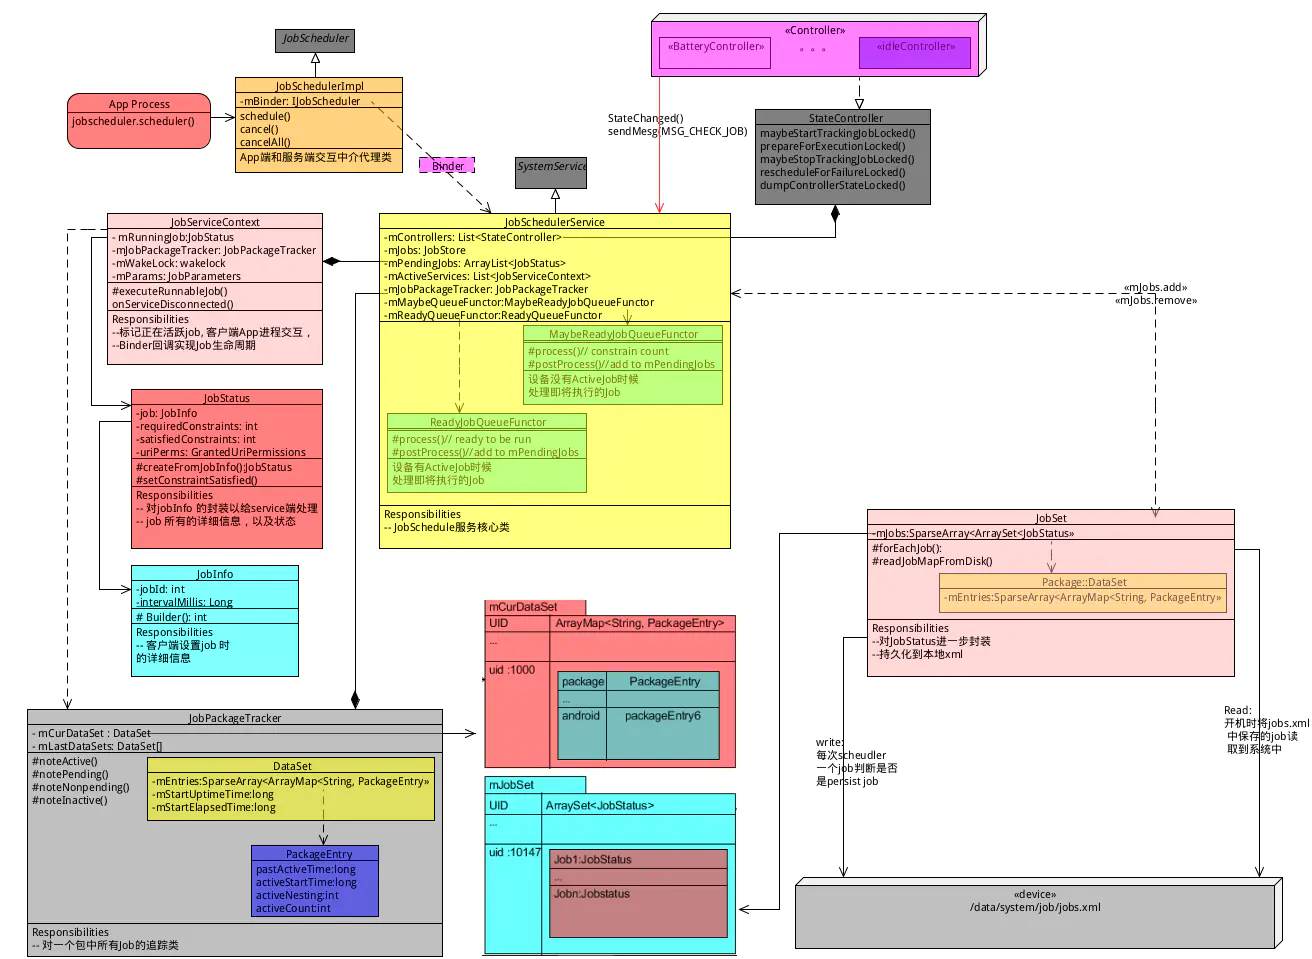 JobScheduler
JobSchedulerImpl
-mBinder: IJobScheduler
schedule()
cancel()
cancelAll()
App端和服务端交互中介代理类
App Process
jobscheduler.scheduler()
Binder
SystemService
«Controller»
«BatteryController»
。。。
«idleController»
StateChanged()
sendMesg(MSG_CHECK_JOB)
StateController
maybeStartTrackingJobLocked()
prepareForExecutionLocked()
maybeStopTrackingJobLocked()
rescheduleForFailureLocked()
dumpControllerStateLocked()
JobServiceContext
- mRunningJob:JobStatus
-mJobPackageTracker: JobPackageTracker
-mWakeLock: wakelock
-mParams: JobParameters
#executeRunnableJob()
onServiceDisconnected()
Responsibilities
--标记正在活跃job, 客户端App进程交互，
--Binder回调实现Job生命周期
JobSchedulerService
-mControllers: List<StateController>
-mJobs: JobStore
-mPendingJobs: ArrayList<JobStatus>
-mActiveServices: List<JobServiceContext>
-mJobPackageTracker: JobPackageTracker
-mMaybeQueueFunctor:MaybeReadyJobQueueFunctor
-mReadyQueueFunctor:ReadyQueueFunctor
MaybeReadyJobQueueFunctor
#process()// constrain count
#postProcess()//add to mPendingJobs
设备没有ActiveJob时候
处理即将执行的Job
ReadyJobQueueFunctor
#process()// ready to be run
#postProcess()//add to mPendingJobs
设备有ActiveJob时候
处理即将执行的Job
Responsibilities
-- JobSchedule服务核心类
«mJobs.add»
«mJobs.remove»
JobStatus
-job: JobInfo
-requiredConstraints: int
-satisfiedConstraints: int
-uriPerms: GrantedUriPermissions
#createFromJobInfo():JobStatus
#setConstraintSatisfied()
Responsibilities
-- 对jobInfo 的封装以给service端处理
-- job 所有的详细信息，以及状态
JobInfo
-jobId: int
-intervalMillis: Long
# Builder(): int
Responsibilities
-- 客户端设置job 时
的详细信息
JobSet
-mJobs:SparseArray<ArraySet<JobStatus»
#forEachJob():
#readJobMapFromDisk()
Package::DataSet
-mEntries:SparseArray<ArrayMap<String, PackageEntry»
Responsibilities
--对JobStatus进一步封装
--持久化到本地xml
mCurDataSet
UID ArrayMap<String, PackageEntry>
...
uid :1000
package PackageEntry
...
android packageEntry6
mJobSet
UID ArraySet<JobStatus>
...
uid :10147
Job1:JobStatus
...
Jobn:Jobstatus
JobPackageTracker
- mCurDataSet : DataSet
- mLastDataSets: DataSet[]
#noteActive()
#notePending()
#noteNonpending()
#noteInactive()
DataSet
-mEntries:SparseArray<ArrayMap<String, PackageEntry»
-mStartUptimeTime:long
-mStartElapsedTime:long
PackageEntry
pastActiveTime:long
activeStartTime:long
activeNesting:int
activeCount:int
Responsibilities
-- 对一个包中所有Job的追踪类
write:
每次scheudler
一个job判断是否
是persist job
Read:
开机时将jobs.xml
中保存的job读
取到系统中
«device»
/data/system/job/jobs.xml